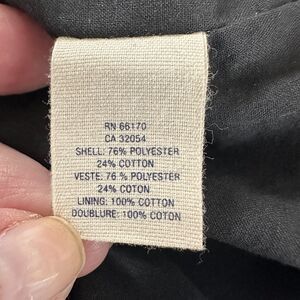 RN 66170
CA 32054
SHELL: 76% POLYESTER
24% COTTON
VESTE: 76% POLYESTER
24% COTON
LINING: 100% COTTON
DOUBLURE: 100% COTON